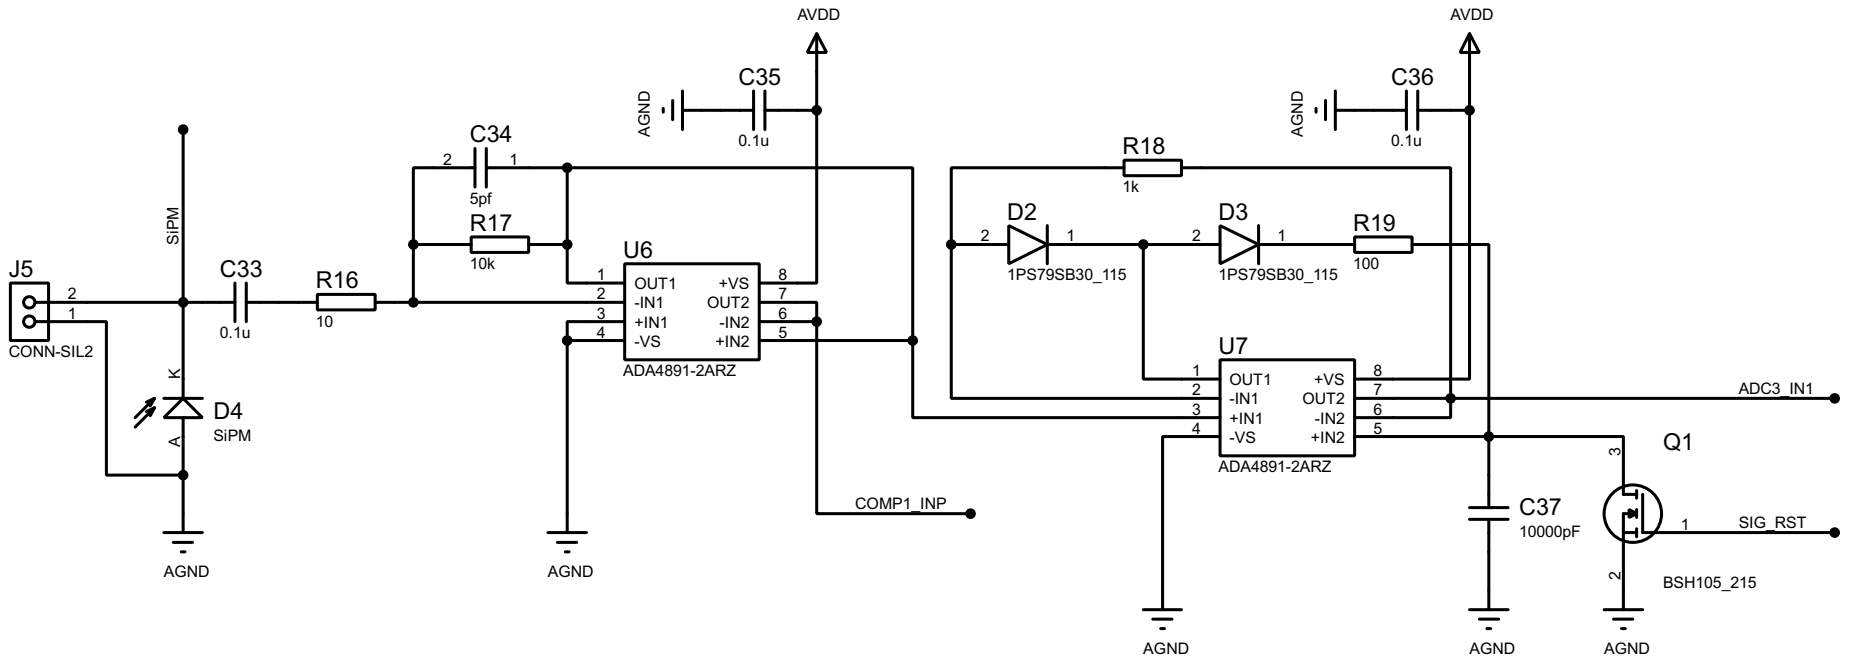 AVDD
AVDD
C35
AGND
0.1u
C36
AGND
0.1u
C34
2
1
5pf
R18
1k
SiPM
R17
10k
D2
2
1
1PS79SB30_115
D3
2
1
1PS79SB30_115
R19
100
J5
2
1
CONN-SIL2
C33
0.1u
R16
10
U6
1 OUT1 +VS 8
2 -IN1 OUT2 7
3 +IN1 -IN2 6
4 -VS +IN2 5
ADA4891-2ARZ
K
D4
SiPM
A
U7
1 OUT1 +VS 8
2 -IN1 OUT2 7
3 +IN1 -IN2 6
4 -VS +IN2 5
ADA4891-2ARZ
ADC3_IN1
Q1
3
COMP1_INP
C37
10000pF
1
SIG_RST
2
BSH105_215
AGND
AGND
AGND
AGND
AGND